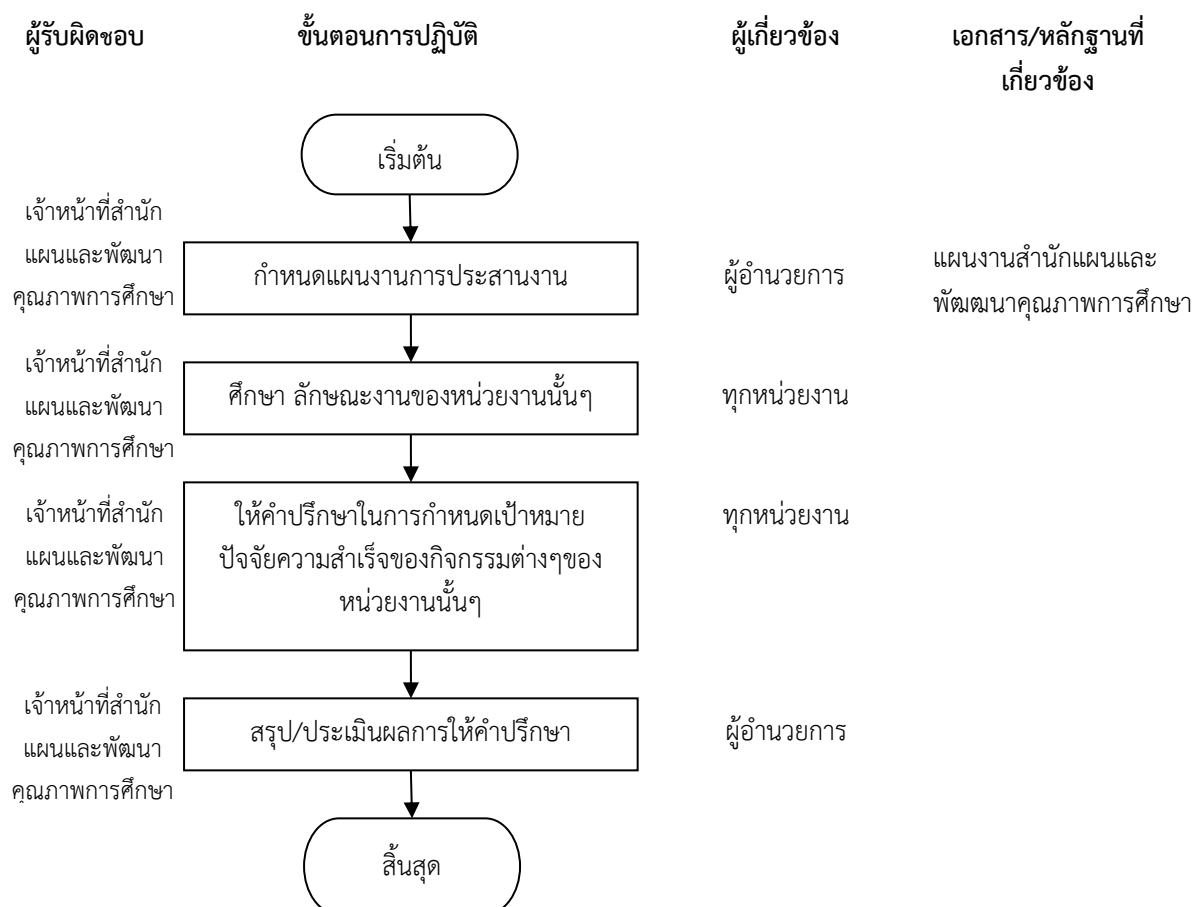 ผู้รับผิดชอบ
ขั้นตอนการปฏิบัติ
ผู้เกี่ยวข้อง
เอกสาร/หลักฐานที่
เกี่ยวข้อง
เริ่มต้น
เจ้าหน้าที่สำนัก
แผนและพัฒนา
คุณภาพการศึกษา
กำหนดแผนงานการประสานงาน
ผู้อำนวยการ
แผนงานสำนักแผนและ
พัฒฒนาคุณภาพการศึกษา
เจ้าหน้าที่สำนัก
แผนและพัฒนา
คุณภาพการศึกษา
ศึกษา ลักษณะงานของหน่วยงานนั้นๆ
ทุกหน่วยงาน
เจ้าหน้าที่สำนัก
แผนและพัฒนา
คุณภาพการศึกษา
ให้คำปรึกษาในการกำหนดเป้าหมาย
ปัจจัยความสำเร็จของกิจกรรมต่างๆของ
หน่วยงานนั้นๆ
ทุกหน่วยงาน
เจ้าหน้าที่สำนัก
แผนและพัฒนา
คุณภาพการศึกษา
สรุป/ประเมินผลการให้คำปรึกษา
ผู้อำนวยการ
สิ้นสุด